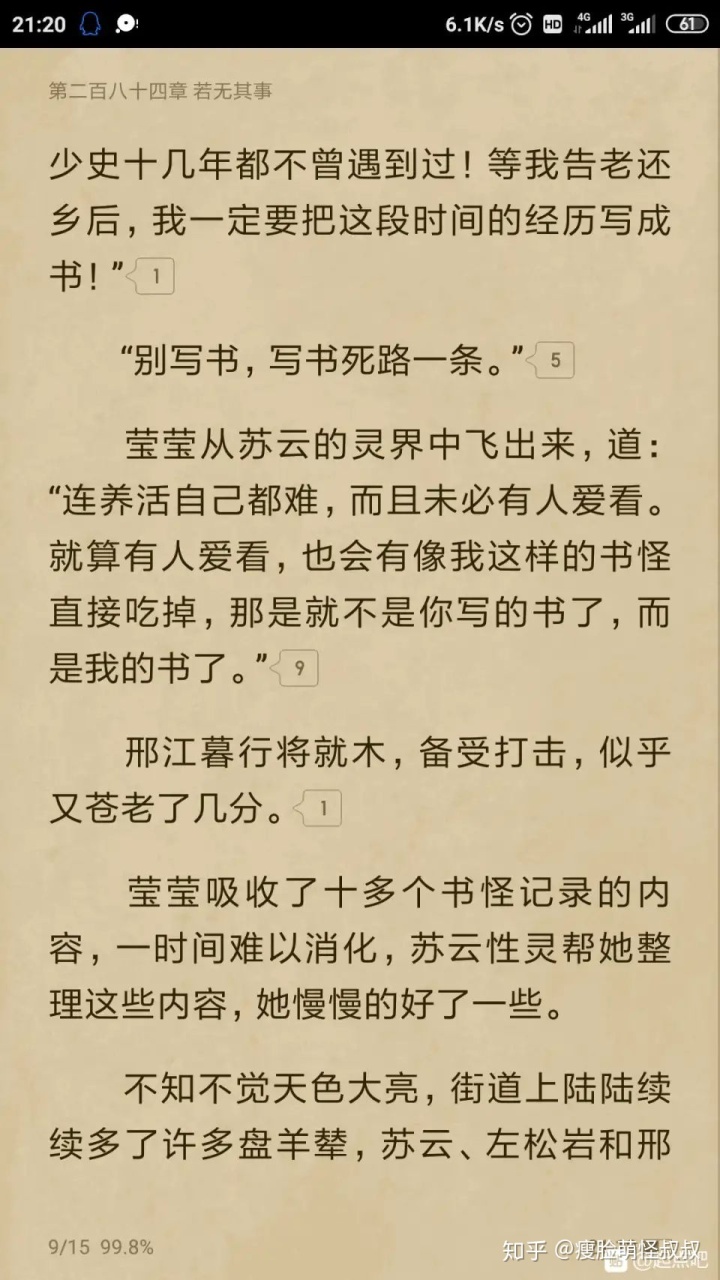 21:20
6.1K/s HD 4G 3G 61
第二百八十四章 若无其事
少史十几年都不曾遇到过！等我告老还
乡后，我一定要把这段时间的经历写成
书！” 1
“别写书，写书死路一条。” 5
莹莹从苏云的灵界中飞出来，道：
“连养活自己都难，而且未必有人爱看。
就算有人爱看，也会有像我这样的书怪
直接吃掉，那是就不是你写的书了，而
是我的书了。” 9
邢江暮行将就木，备受打击，似乎
又苍老了几分。 1
莹莹吸收了十多个书怪记录的内
容，一时间难以消化，苏云性灵帮她整
理这些内容，她慢慢的好了一些。
不知不觉天色大亮，街道上陆陆续
续多了许多盘羊辇，苏云、左松岩和邢
9/15 99.8%
知乎 @瘦脸萌怪叔叔